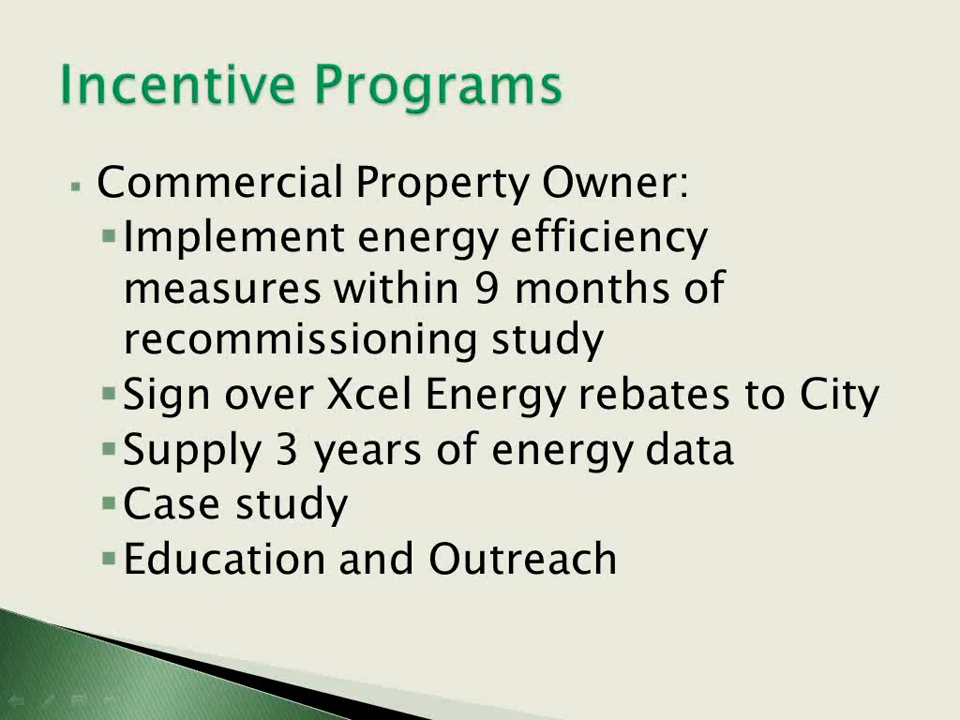 Incentive Programs
Commercial Property Owner:
Implement energy efficiency
measures within 9 months of
recommissioning study
Sign over Xcel Energy rebates to City
Supply 3 years of energy data
Case study
Education and Outreach